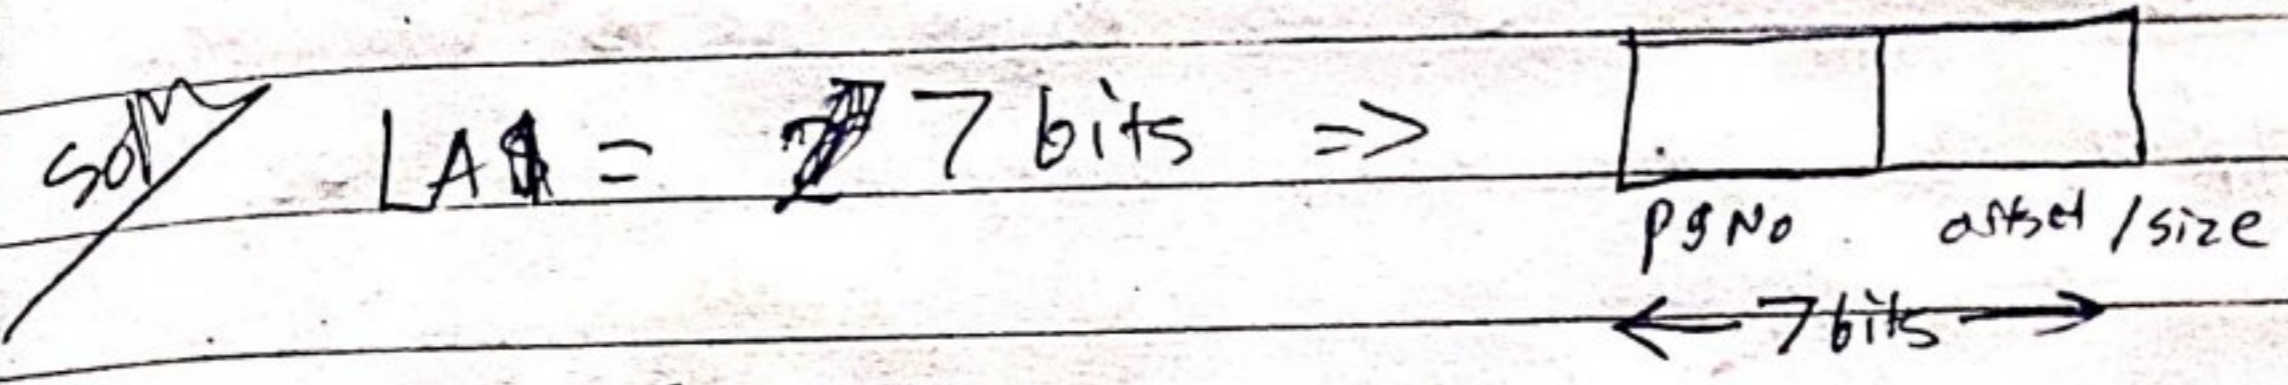 Soln LA = 7 bits =>
pg No offset / size
← 7 bits →